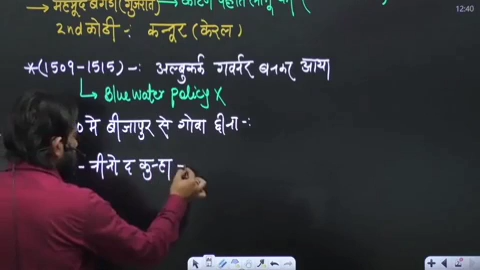 → महमूद बेगड़ा (गुजरात) →
2nd कोठी :- कन्नूर (केरल)
*(1509-1515) -: अल्बुकर्क गवर्नर बनकर आया
↳ Blue water policy X
में बीजापुर से गोवा छीना -:
- नीनो द कुन्हा -
12:40